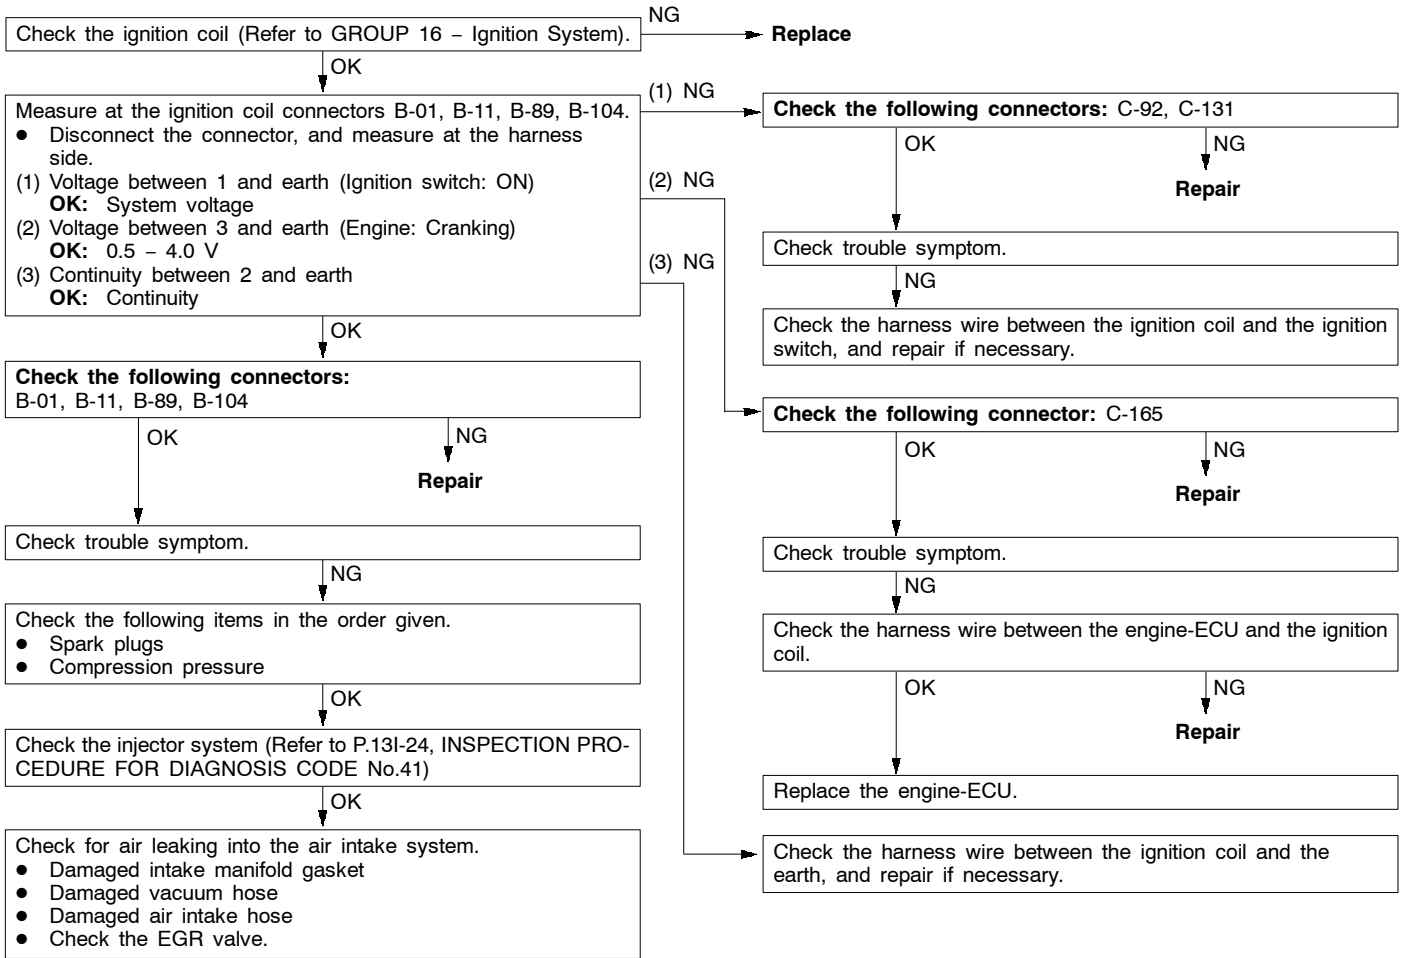 Check the ignition coil (Refer to GROUP 16 – Ignition System).
NG
Replace
OK
Measure at the ignition coil connectors B-01, B-11, B-89, B-104.
● Disconnect the connector, and measure at the harness
side.
(1) Voltage between 1 and earth (Ignition switch: ON)
OK: System voltage
(2) Voltage between 3 and earth (Engine: Cranking)
OK: 0.5 – 4.0 V
(3) Continuity between 2 and earth
OK: Continuity
(1) NG
(2) NG
(3) NG
OK
Check the following connectors:
B-01, B-11, B-89, B-104
OK
NG
Repair
Check trouble symptom.
NG
Check the following items in the order given.
● Spark plugs
● Compression pressure
OK
Check the injector system (Refer to P.13I-24, INSPECTION PRO-
CEDURE FOR DIAGNOSIS CODE No.41)
OK
Check for air leaking into the air intake system.
● Damaged intake manifold gasket
● Damaged vacuum hose
● Damaged air intake hose
● Check the EGR valve.
Check the following connectors: C-92, C-131
OK
NG
Repair
Check trouble symptom.
NG
Check the harness wire between the ignition coil and the ignition
switch, and repair if necessary.
Check the following connector: C-165
OK
NG
Repair
Check trouble symptom.
NG
Check the harness wire between the engine-ECU and the ignition
coil.
OK
NG
Repair
Replace the engine-ECU.
Check the harness wire between the ignition coil and the
earth, and repair if necessary.